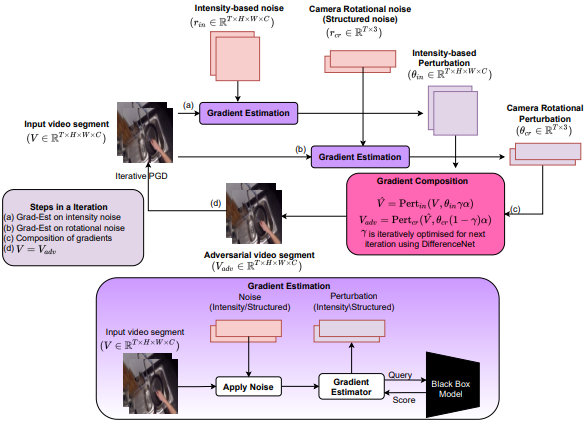 Intensity-based noise
(r_in ∈ ℝ^{T×H×W×C})
Camera Rotational noise
(Structured noise)
(r_cr ∈ ℝ^{T×3})
Intensity-based
Perturbation
(θ_in ∈ ℝ^{T×H×W×C})
Camera Rotational
Perturbation
(θ_cr ∈ ℝ^{T×3})
Input video segment
(V ∈ ℝ^{T×H×W×C})
(a)
Gradient Estimation
(b)
Gradient Estimation
Iterative PGD
Gradient Composition
V̂ = Pert_in(V, θ_in γα)
V_adv = Pert_cr(V̂, θ_cr(1 − γ)α)
γ is iteratively optimised for next
iteration using DifferenceNet
(c)
(d)
Steps in a Iteration
(a) Grad-Est on intensity noise
(b) Grad-Est on rotational noise
(c) Composition of gradients
(d) V = V_adv
Adversarial video segment
(V_adv ∈ ℝ^{T×H×W×C})
Gradient Estimation
Noise
(Intensity/Structured)
Perturbation
(Intensity\Structured)
Input video segment
(V ∈ ℝ^{T×H×W×C})
Apply Noise
Gradient
Estimator
Query
Score
Black Box
Model